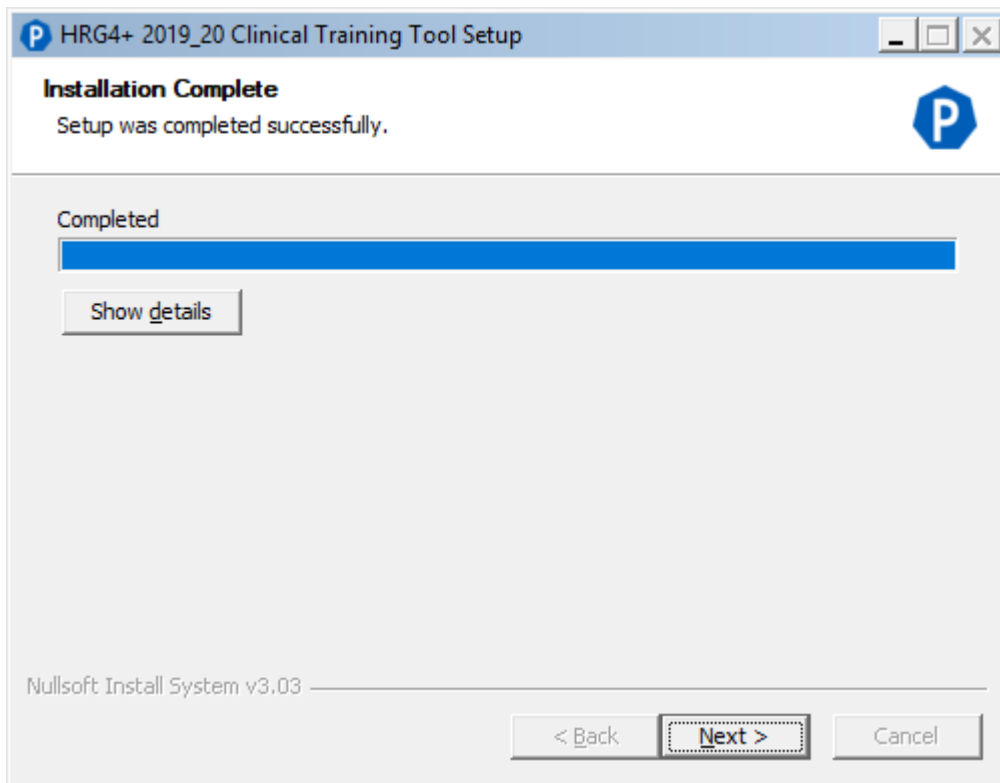 P HRG4+ 2019_20 Clinical Training Tool Setup
Installation Complete
Setup was completed successfully.
P
Completed
Show details
Nullsoft Install System v3.03
< Back Next > Cancel